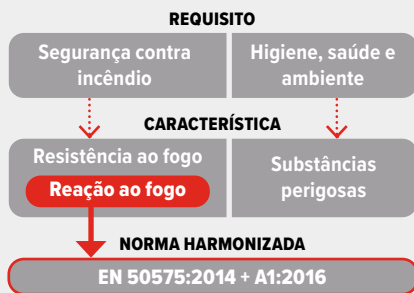 REQUISITO
Segurança contra
incêndio
Higiene, saúde e
ambiente
CARACTERÍSTICA
Resistência ao fogo
Reação ao fogo
Substâncias
perigosas
NORMA HARMONIZADA
EN 50575:2014 + A1:2016